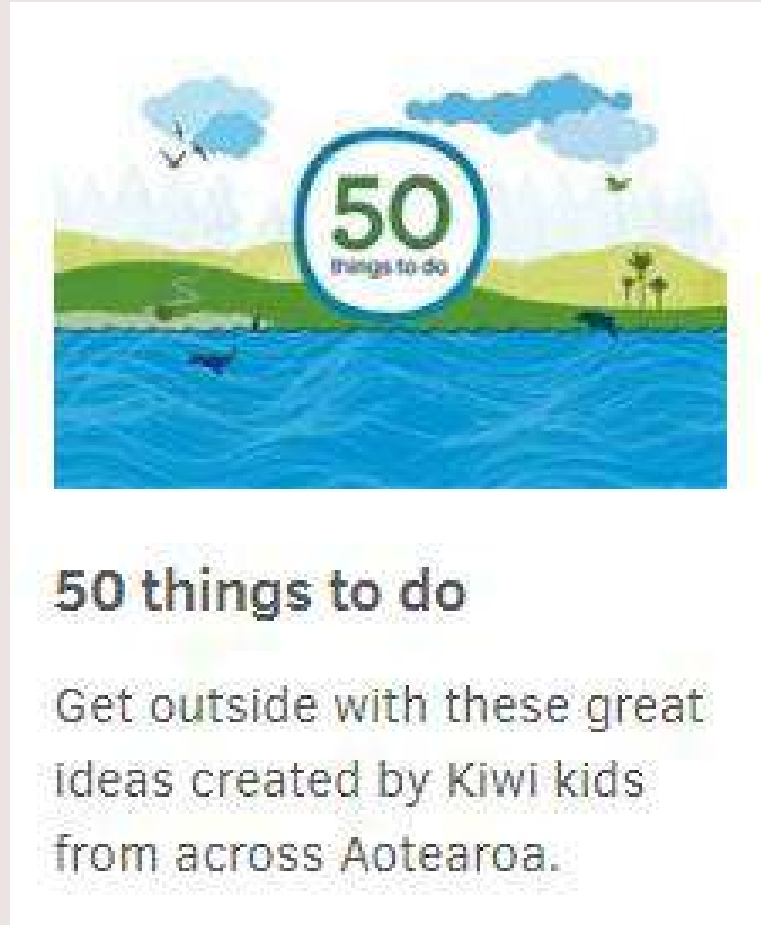 50
things to do
50 things to do
Get outside with these great
ideas created by Kiwi kids
from across Aotearoa.